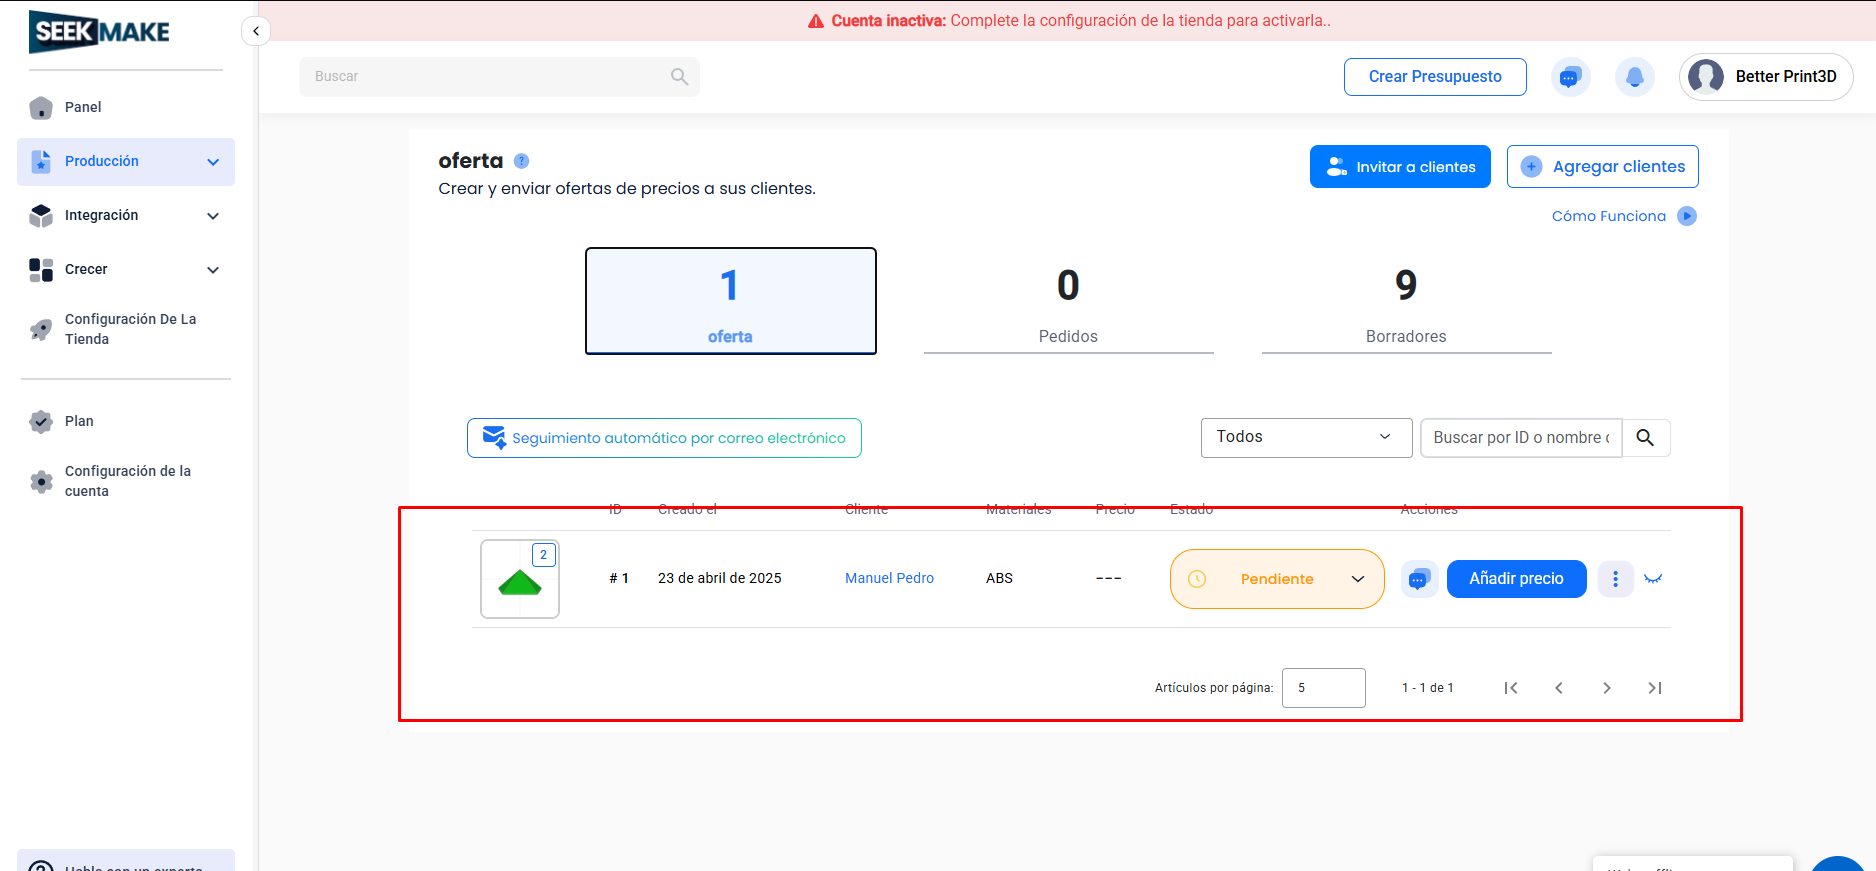 SEEKMAKE
Cuenta inactiva: Complete la configuración de la tienda para activarla..
Buscar
Crear Presupuesto
Better Print3D
Panel
Producción
Integración
Crecer
Configuración De La
Tienda
Plan
Configuración de la
cuenta
Hable con un experto
oferta ?
Crear y enviar ofertas de precios a sus clientes.
Invitar a clientes
+ Agregar clientes
Cómo Funciona
1
oferta
0
Pedidos
9
Borradores
Seguimiento automático por correo electrónico
Todos
Buscar por ID o nombre
ID Creado el Cliente Materiales Precio Estado Acciones
2
# 1 23 de abril de 2025 Manuel Pedro ABS --- Pendiente Añadir precio
Artículos por página: 5 1 - 1 de 1